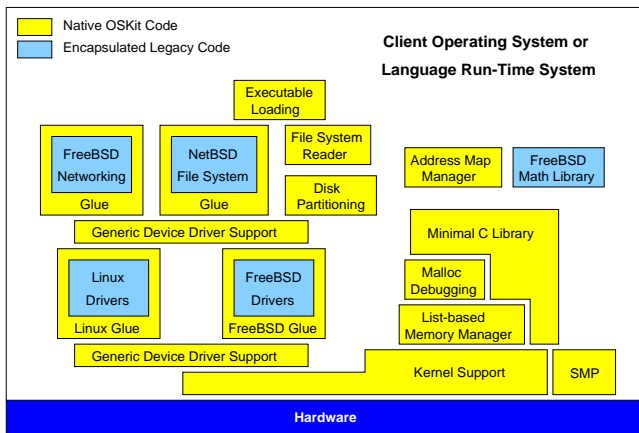 Native OSKit Code
Encapsulated Legacy Code
Client Operating System or
Language Run-Time System
Executable
Loading
FreeBSD
Networking
Glue
NetBSD
File System
Glue
File System
Reader
Disk
Partitioning
Address Map
Manager
FreeBSD
Math Library
Generic Device Driver Support
Minimal C Library
Linux
Drivers
Linux Glue
FreeBSD
Drivers
FreeBSD Glue
Malloc
Debugging
List-based
Memory Manager
Generic Device Driver Support
Kernel Support
SMP
Hardware